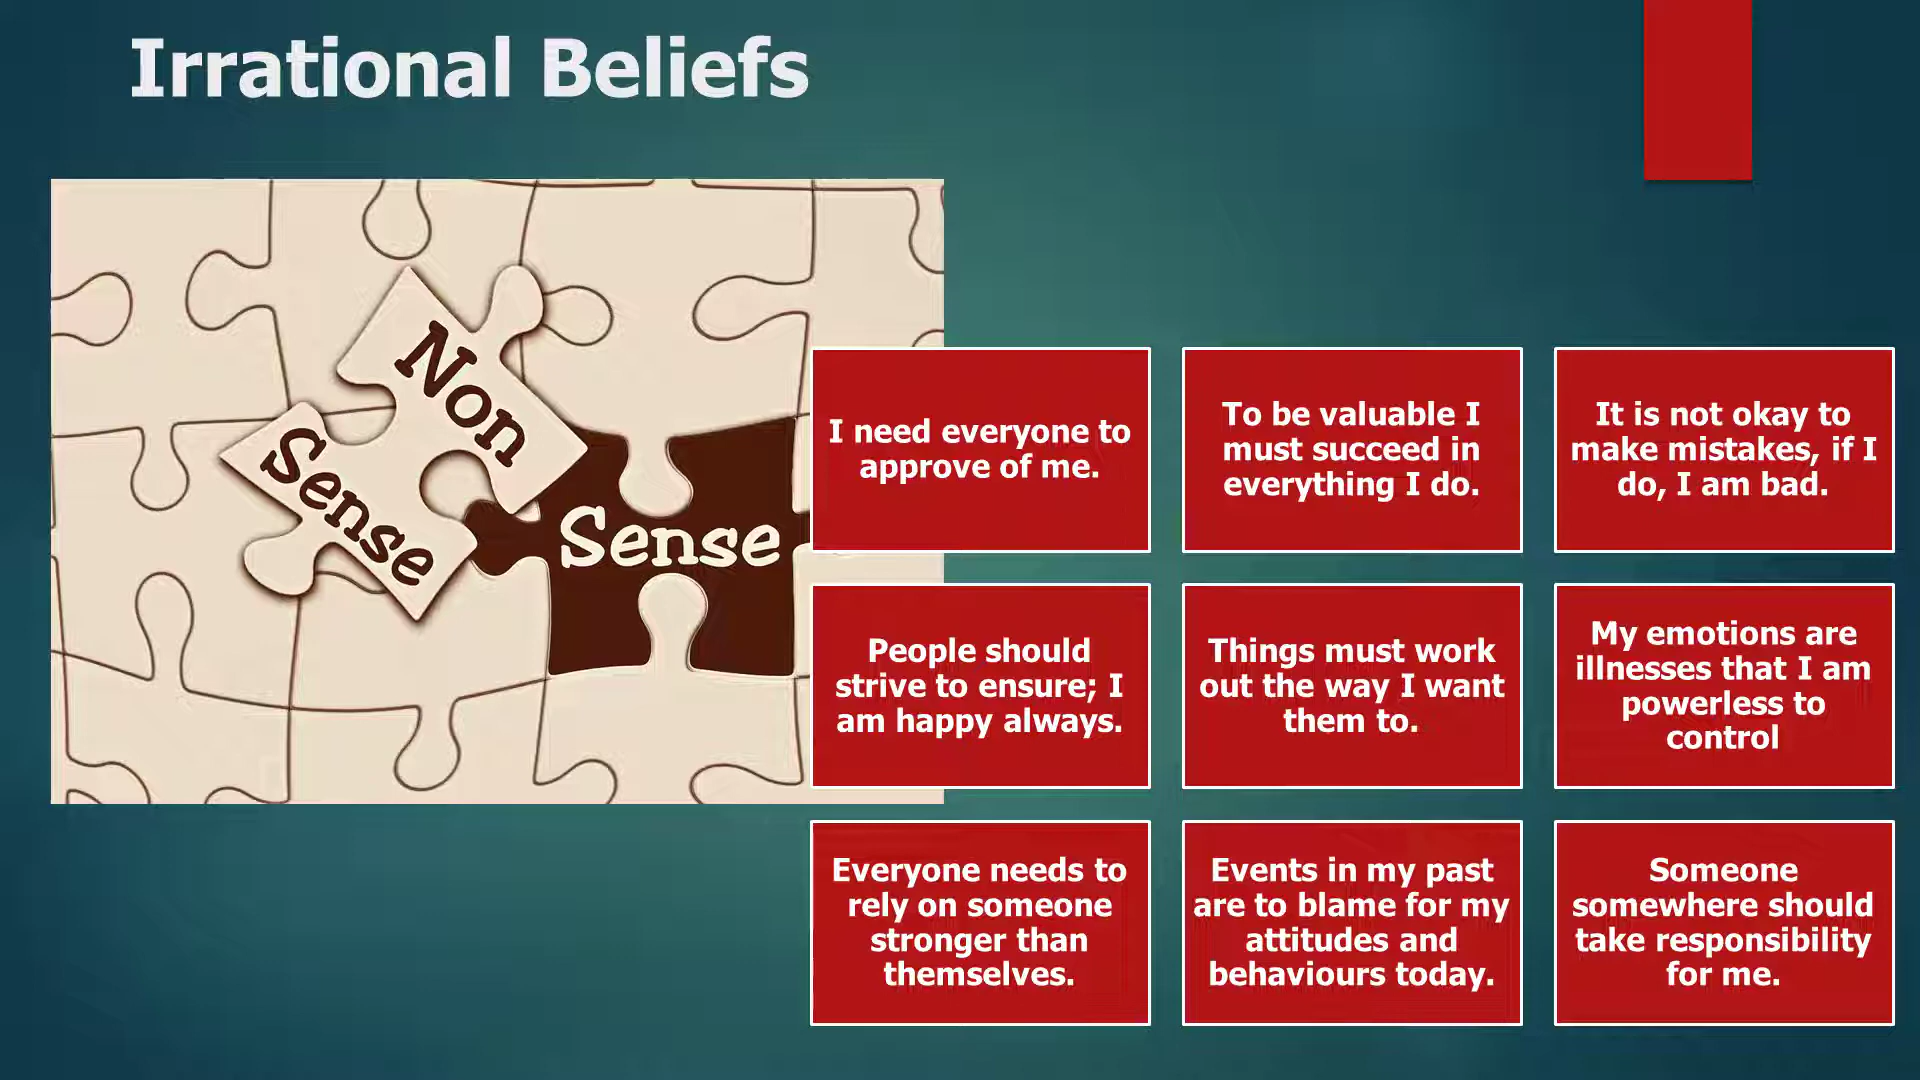 Irrational Beliefs
Non
Sense
Sense
I need everyone to
approve of me.
To be valuable I
must succeed in
everything I do.
It is not okay to
make mistakes, if I
do, I am bad.
People should
strive to ensure; I
am happy always.
Things must work
out the way I want
them to.
My emotions are
illnesses that I am
powerless to
control
Everyone needs to
rely on someone
stronger than
themselves.
Events in my past
are to blame for my
attitudes and
behaviours today.
Someone
somewhere should
take responsibility
for me.